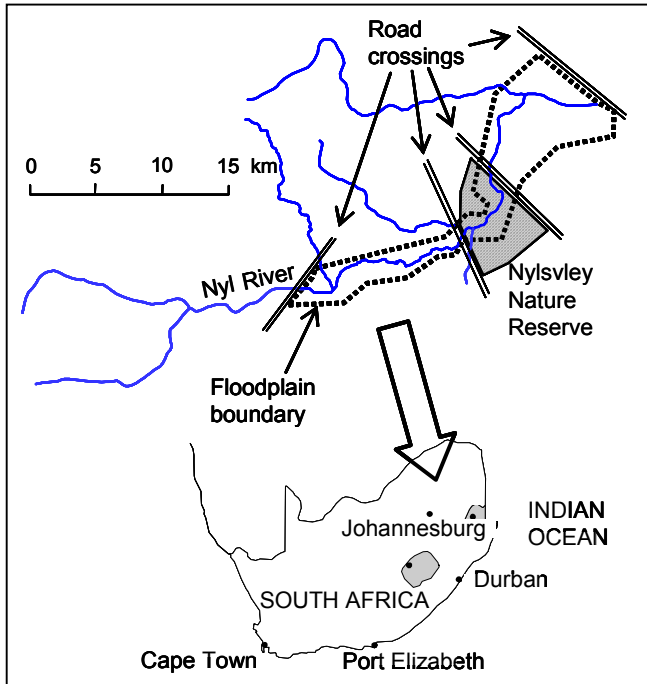 Road
crossings
0 5 10 15 km
Nyl River
Nylsvley
Nature
Reserve
Floodplain
boundary
INDIAN
OCEAN
Johannesburg
Durban
SOUTH AFRICA
Cape Town
Port Elizabeth